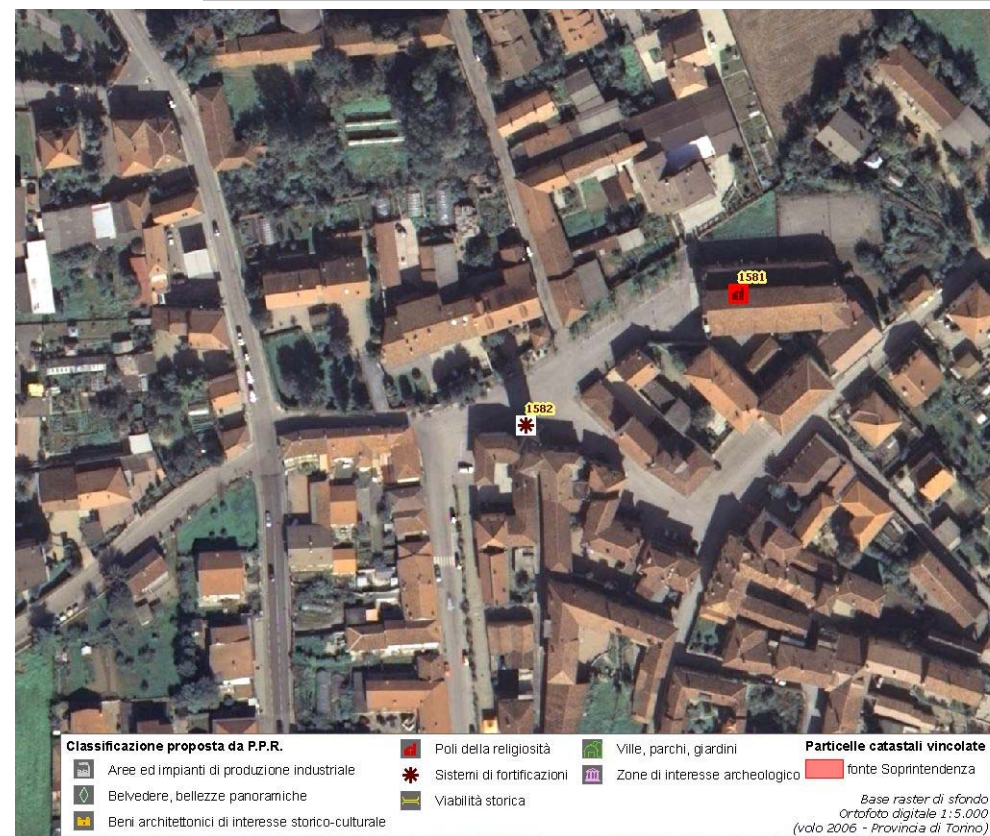 1581
1582
Classificazione proposta da P.P.R.
Aree ed impianti di produzione industriale
Belvedere, bellezze panoramiche
Beni architettonici di interesse storico-culturale
Poli della religiosità
Sistemi di fortificazioni
Viabilità storica
Ville, parchi, giardini
Zone di interesse archeologico
Particelle catastali vincolate
fonte Soprintendenza
Base raster di sfondo
Ortofoto digitale 1:5.000
(volo 2006 - Provincia di Torino)